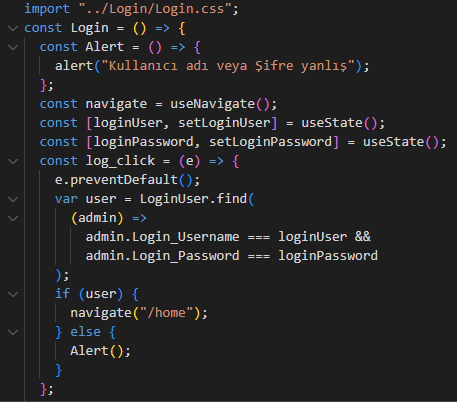 import "../Login/Login.css";
const Login = () => {
  const Alert = () => {
    alert("Kullanıcı adı veya Şifre yanlış");
  };
  const navigate = useNavigate();
  const [loginUser, setLoginUser] = useState();
  const [loginPassword, setLoginPassword] = useState();
  const log_click = (e) => {
    e.preventDefault();
    var user = LoginUser.find(
      (admin) =>
        admin.Login_Username === loginUser &&
        admin.Login_Password === loginPassword
    );
    if (user) {
      navigate("/home");
    } else {
      Alert();
    }
  };